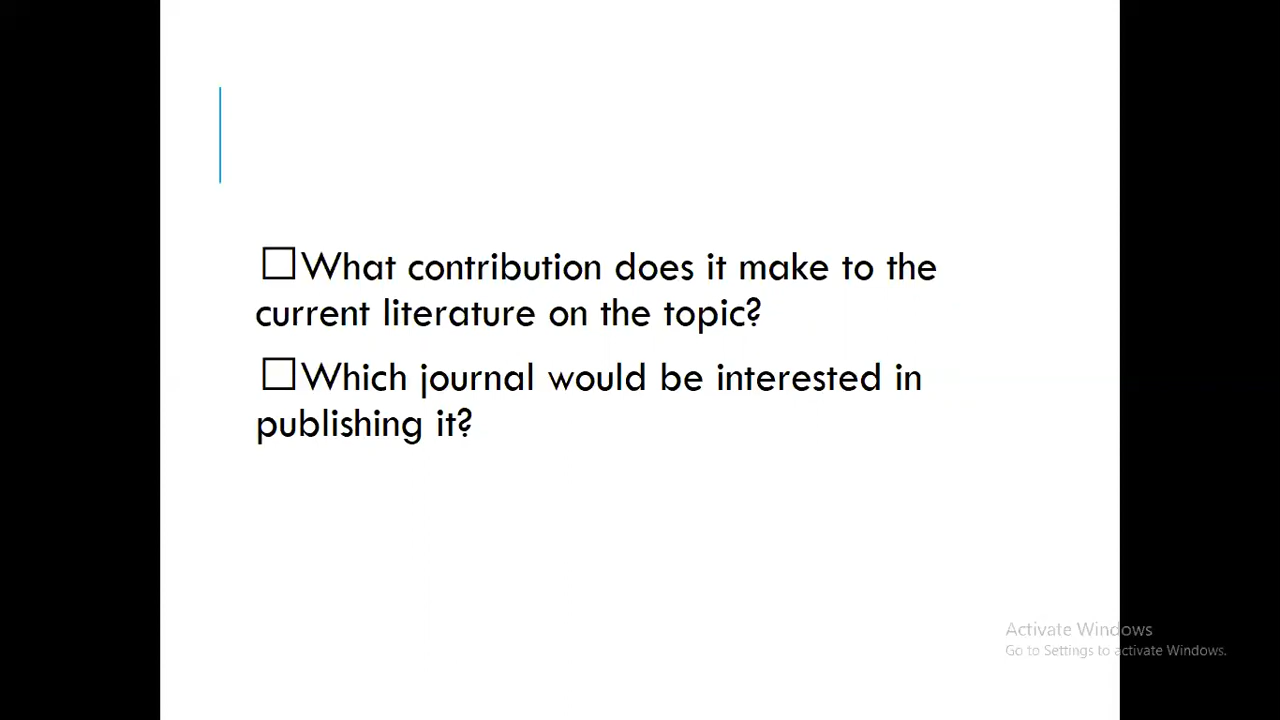 ☐What contribution does it make to the
current literature on the topic?
☐Which journal would be interested in
publishing it?
Activate Windows
Go to Settings to activate Windows.